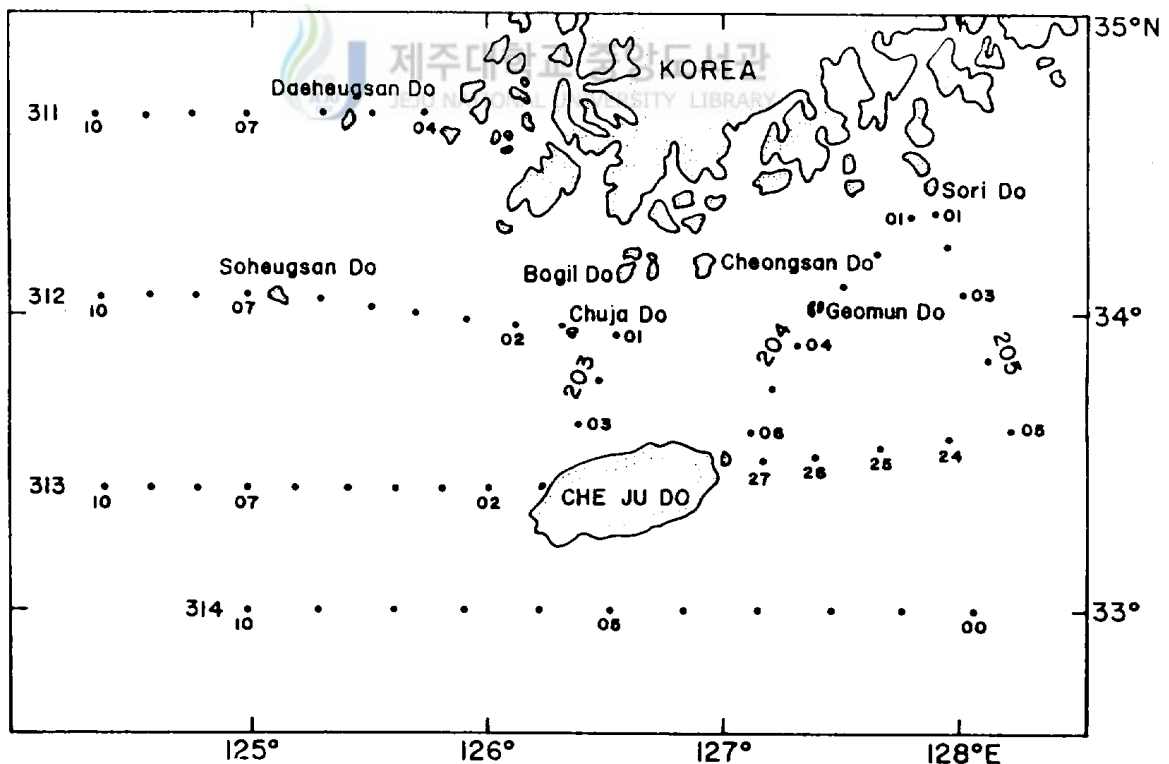 35°N
제주대학교 중앙도서관
JEJU NATIONAL UNIVERSITY LIBRARY
JEJU
KOREA
Daeheugsan Do
311
10
07
04
Sori Do
01
01
Soheugsan Do
Bogil Do
Cheongsan Do
312
10
07
02
Chuja Do
01
Geomun Do
03
34°
04
203
204
205
03
06
05
27
26
25
24
313
10
07
02
CHE JU DO
314
10
05
00
33°
125°
126°
127°
128°E